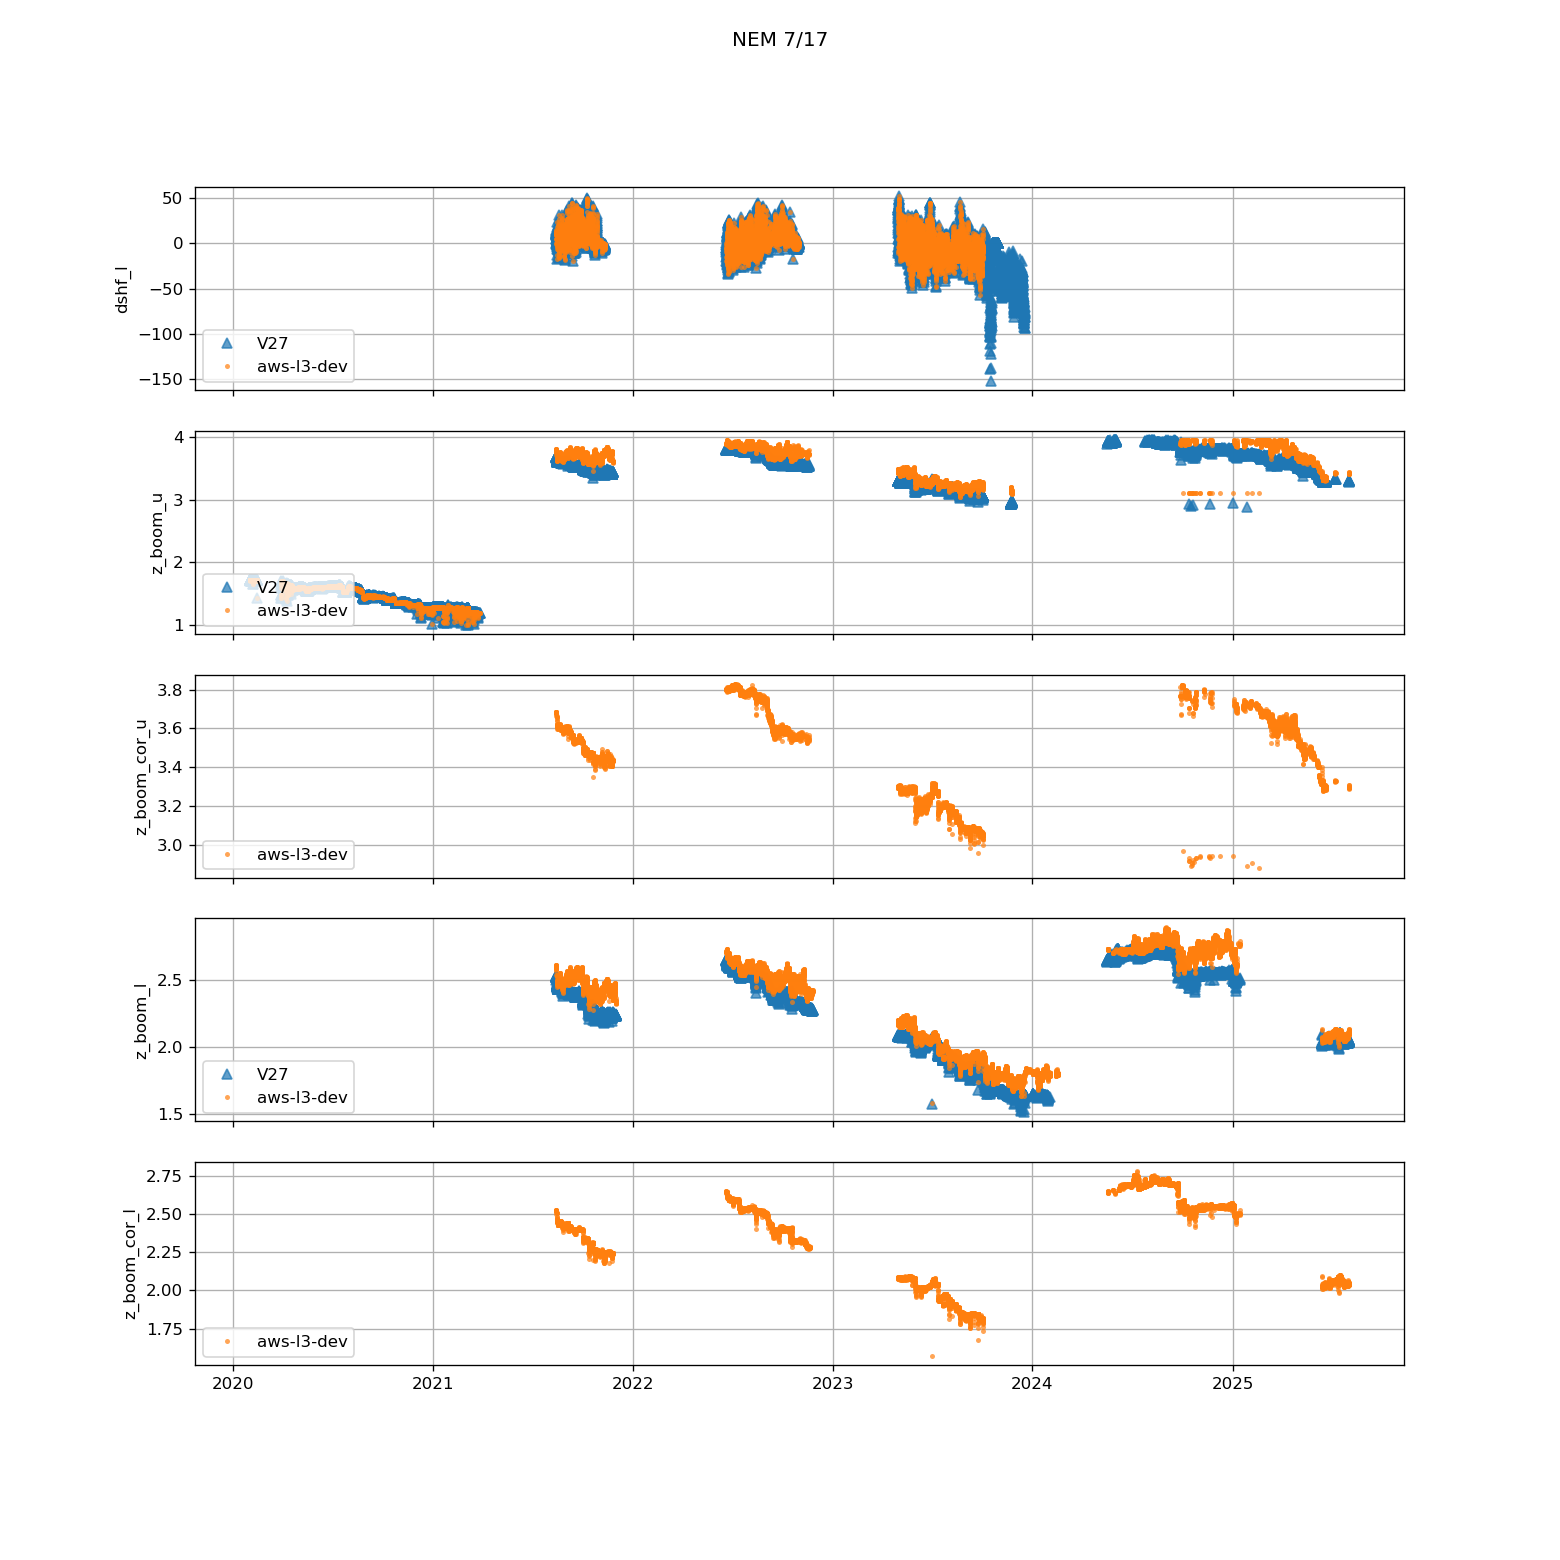 NEM 7/17
dshf_l
50
0
−50
−100
−150
V27
aws-l3-dev
z_boom_u
4
3
2
1
V27
aws-l3-dev
z_boom_cor_u
3.8
3.6
3.4
3.2
3.0
aws-l3-dev
z_boom_l
2.5
2.0
1.5
V27
aws-l3-dev
z_boom_cor_l
2.75
2.50
2.25
2.00
1.75
aws-l3-dev
2020 2021 2022 2023 2024 2025